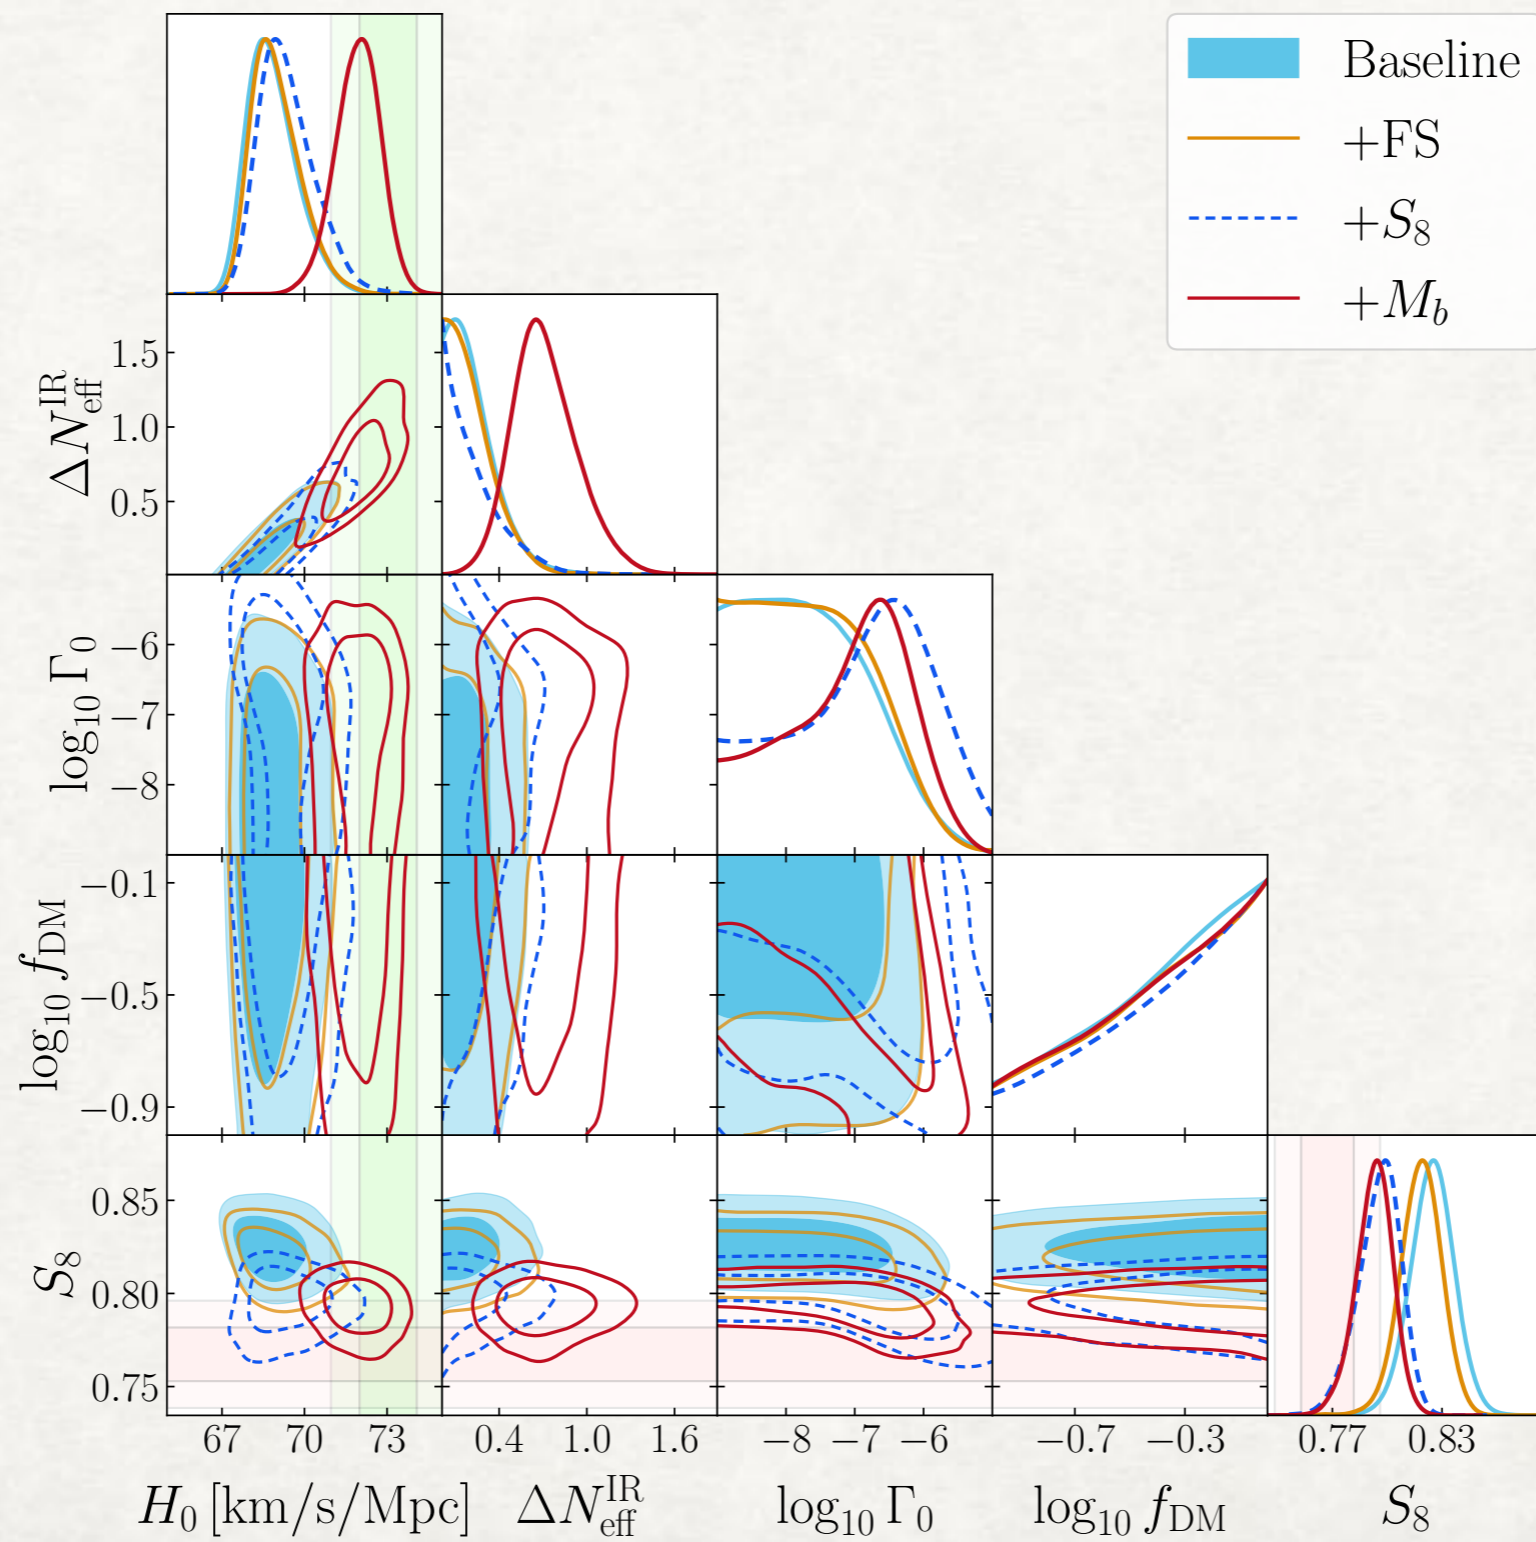 Baseline
+FS
+S₈
+M_b
1.5
1.0
0.5
ΔN_eff^IR
−6
−7
−8
log₁₀ Γ₀
−0.1
−0.5
−0.9
log₁₀ f_DM
0.85
0.80
0.75
S₈
67 70 73 0.4 1.0 1.6 −8 −7 −6 −0.7 −0.3 0.77 0.83
H₀ [km/s/Mpc] ΔN_eff^IR log₁₀ Γ₀ log₁₀ f_DM S₈